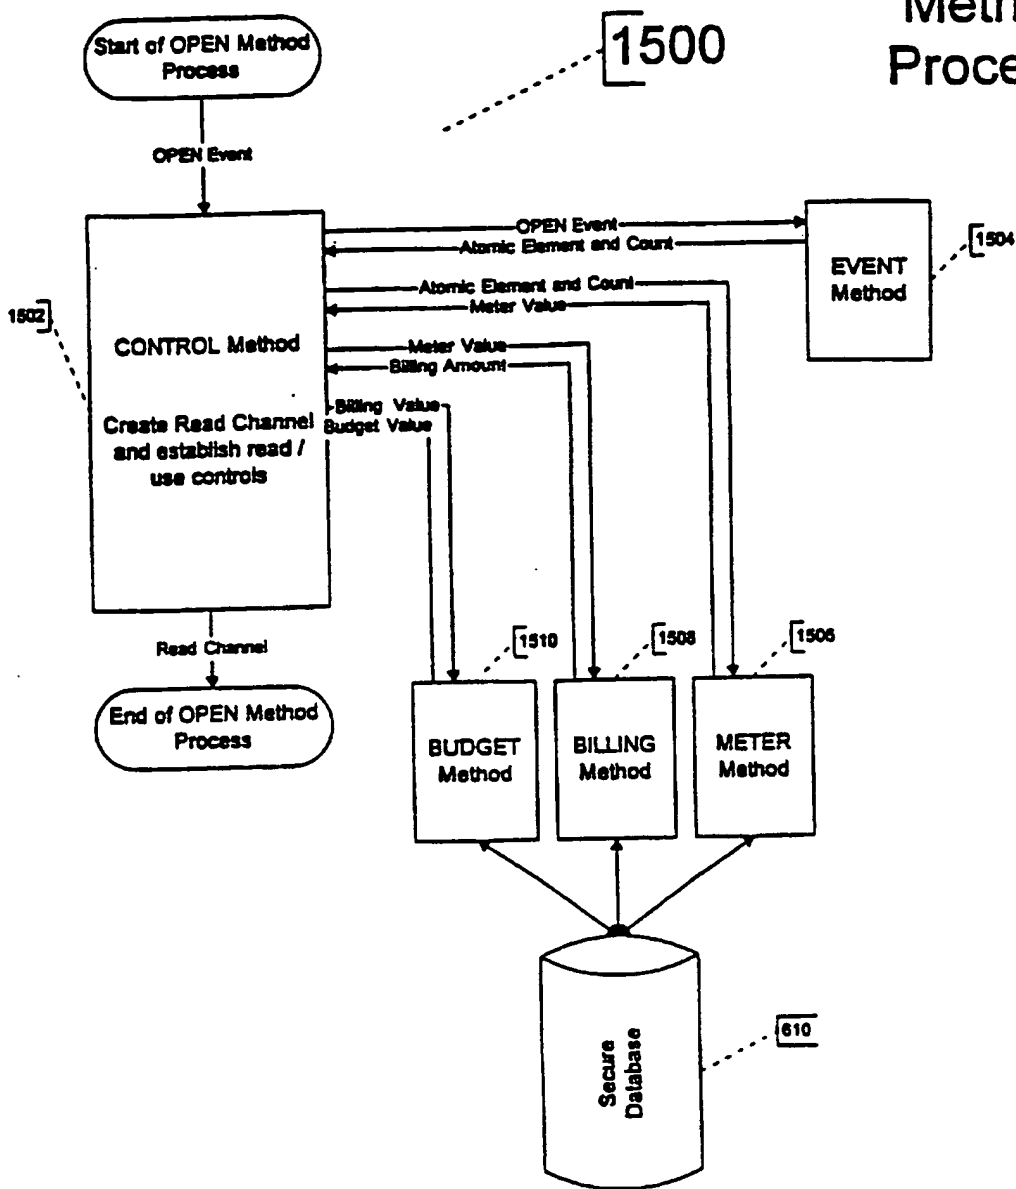 Start of OPEN Method
Process
1500
OPEN Event
OPEN Event
Atomic Element and Count
EVENT
Method
1504
Atomic Element and Count
Meter Value
1502
CONTROL Method
Create Read Channel
and establish read /
use controls
Meter Value
Billing Amount
Billing Value
Budget Value
Read Channel
End of OPEN Method
Process
1510
1508
1506
BUDGET
Method
BILLING
Method
METER
Method
Secure
Database
610